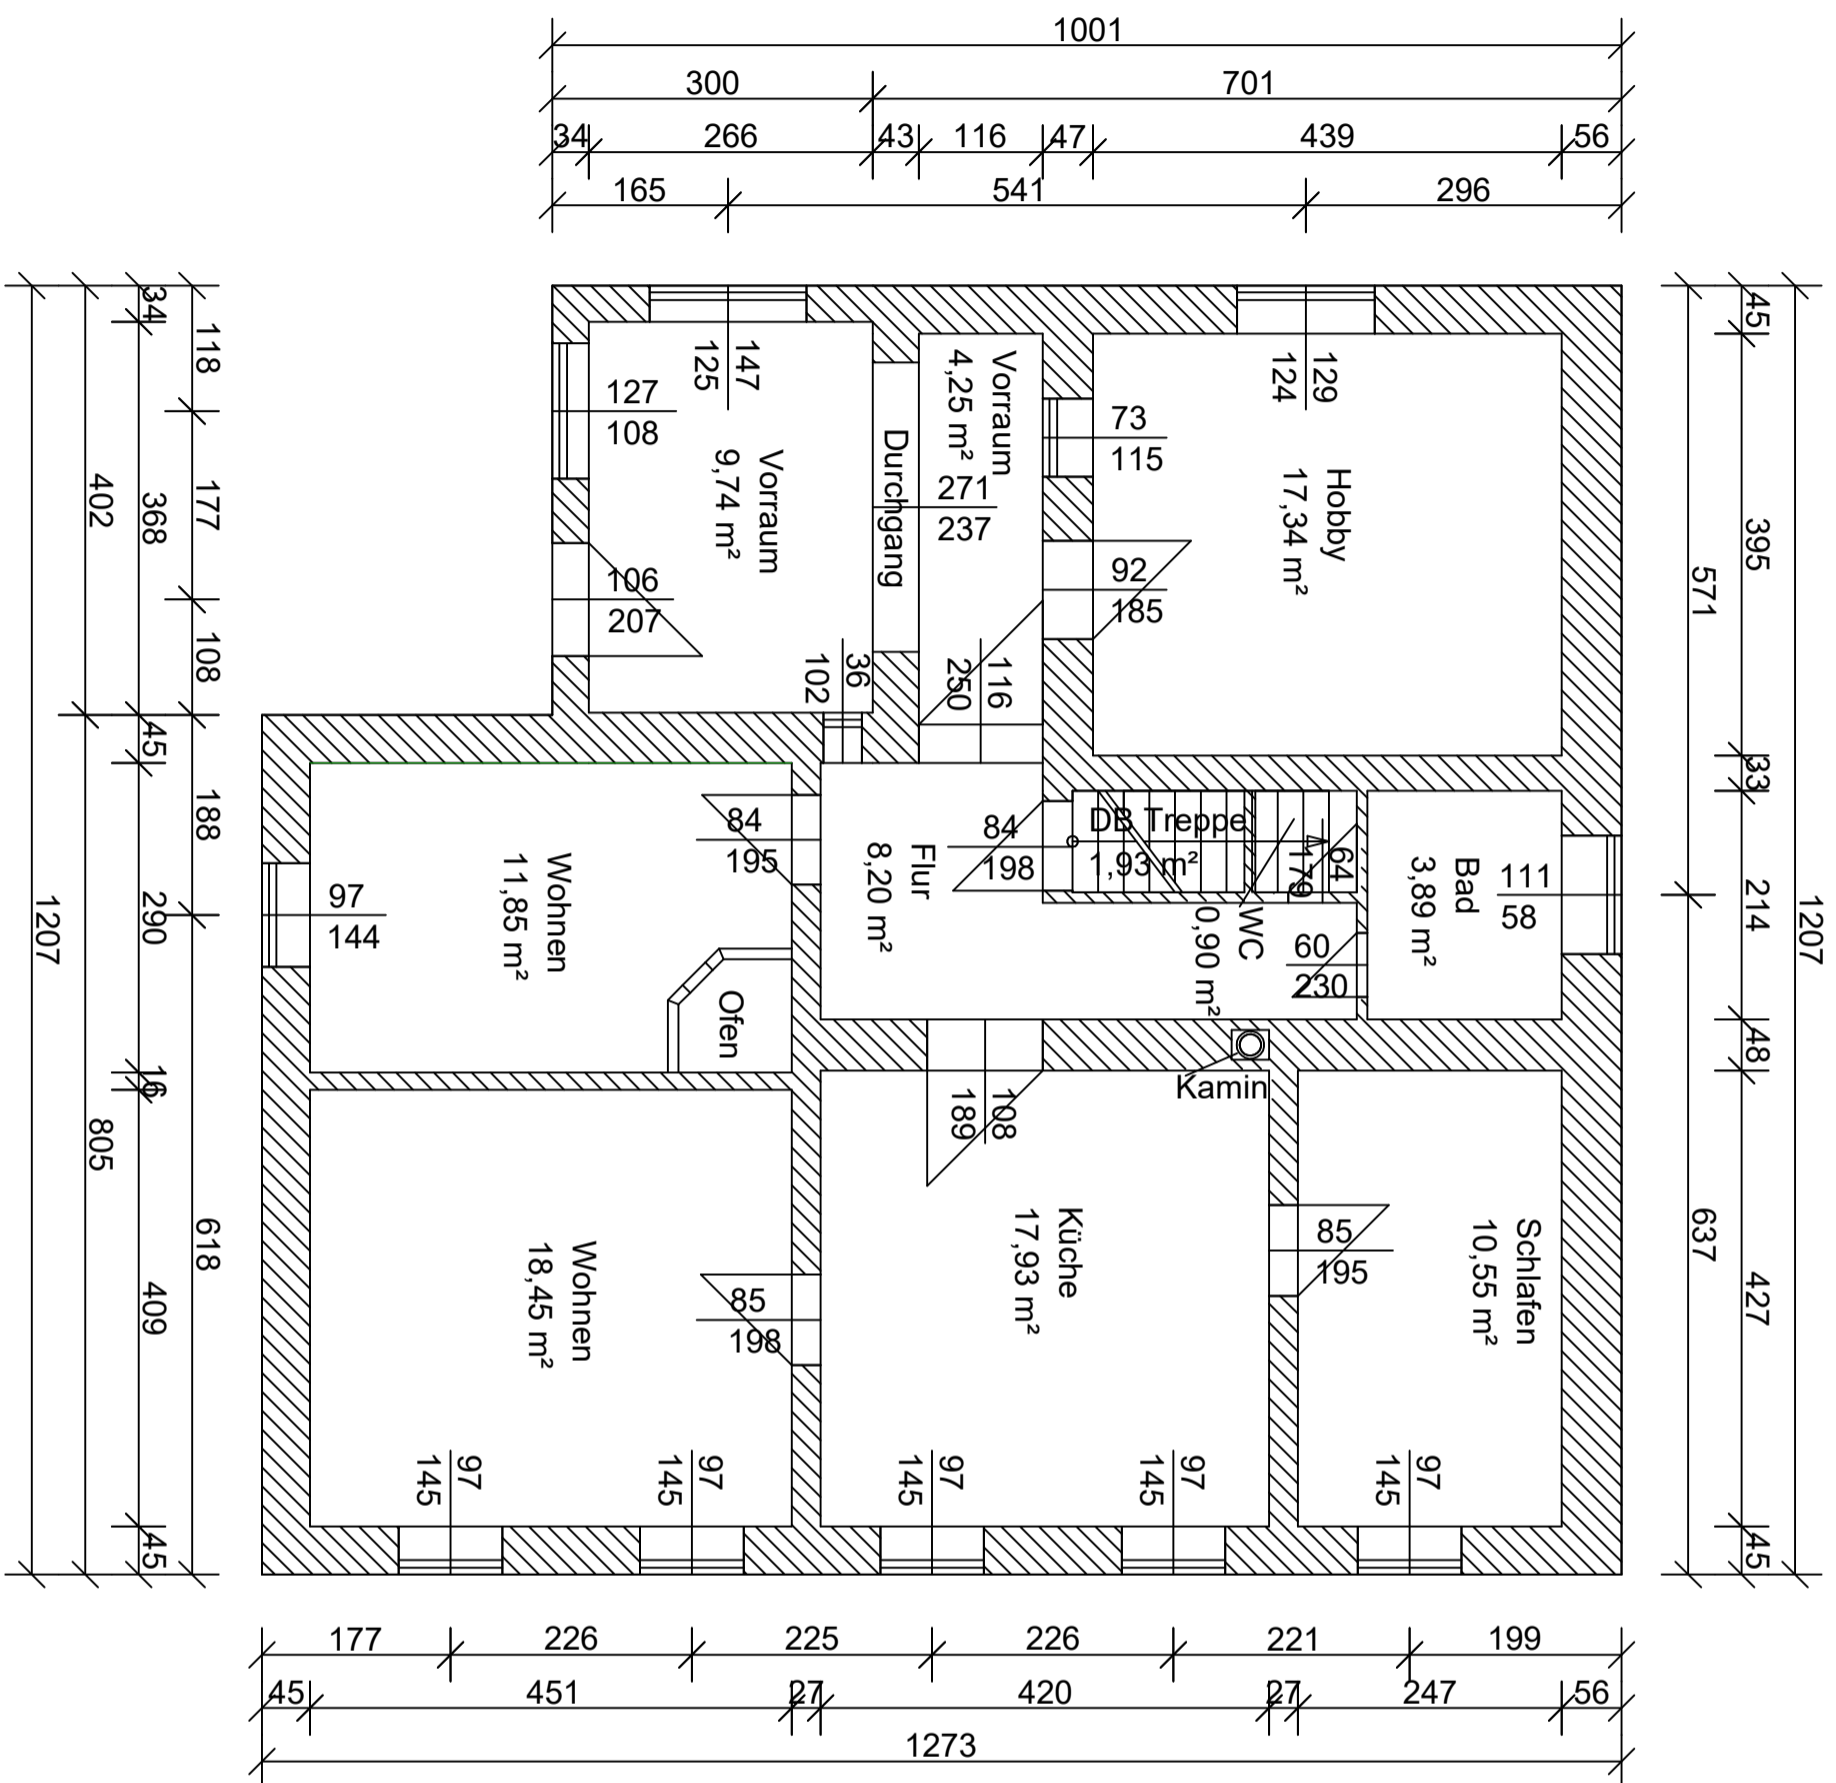 1001
300 701
34 266 43 116 47 439 56
165 541 296
34
118
177
368
402
108
45
188
290
1207
16
805
618
409
45
45
395
571
33
214
1207
48
637
427
45
147
125
127
108
Vorraum
9,74 m²
106
207
36
102
Durchgang
Vorraum
4,25 m²
271
237
116
250
129
124
73
115
Hobby
17,34 m²
92
185
84
195
Wohnen
11,85 m²
97
144
Ofen
Flur
8,20 m²
84
198
DB Treppe
1,93 m²
64
179
WC
0,90 m²
60
230
Bad
3,89 m²
111
58
Kamin
108
189
Küche
17,93 m²
85
195
Schlafen
10,55 m²
Wohnen
18,45 m²
85
198
97
145
97
145
97
145
97
145
97
145
177 226 225 226 221 199
45 451 27 420 27 247 56
1273